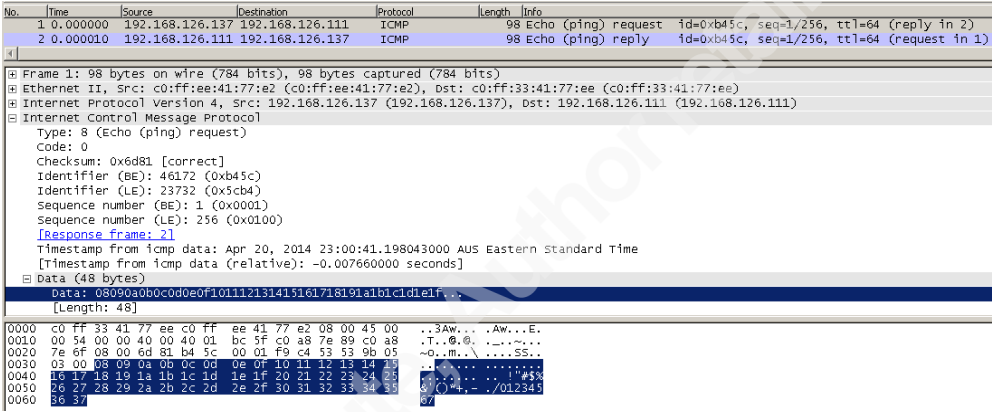 No. Time Source Destination Protocol Length Info
1 0.000000 192.168.126.137 192.168.126.111 ICMP 98 Echo (ping) request id=0xb45c, seq=1/256, ttl=64 (reply in 2)
2 0.000010 192.168.126.111 192.168.126.137 ICMP 98 Echo (ping) reply id=0xb45c, seq=1/256, ttl=64 (request in 1)
Frame 1: 98 bytes on wire (784 bits), 98 bytes captured (784 bits)
Ethernet II, Src: c0:ff:ee:41:77:e2 (c0:ff:ee:41:77:e2), Dst: c0:ff:33:41:77:ee (c0:ff:33:41:77:ee)
Internet Protocol Version 4, Src: 192.168.126.137 (192.168.126.137), Dst: 192.168.126.111 (192.168.126.111)
Internet Control Message Protocol
Type: 8 (Echo (ping) request)
Code: 0
Checksum: 0x6d81 [correct]
Identifier (BE): 46172 (0xb45c)
Identifier (LE): 23732 (0x5cb4)
Sequence number (BE): 1 (0x0001)
Sequence number (LE): 256 (0x0100)
[Response frame: 2]
Timestamp from icmp data: Apr 20, 2014 23:00:41.198043000 AUS Eastern Standard Time
[Timestamp from icmp data (relative): -0.007660000 seconds]
Data (48 bytes)
Data: 08090a0b0c0d0e0f101112131415161718191a1b1c1d1e1f...
[Length: 48]
0000 c0 ff 33 41 77 ee c0 ff ee 41 77 e2 08 00 45 00 ..3Aw... .Aw...E.
0010 00 54 00 00 40 00 40 01 bc 5f c0 a8 7e 89 c0 a8 .T..@.@. ._..~...
0020 7e 6f 08 00 6d 81 b4 5c 00 01 f9 c4 53 53 9b 05 ~o..m..\ ....SS..
0030 03 00 08 09 0a 0b 0c 0d 0e 0f 10 11 12 13 14 15 ........ ........
0040 16 17 18 19 1a 1b 1c 1d 1e 1f 20 21 22 23 24 25 ........ .. !"#$%
0050 26 27 28 29 2a 2b 2c 2d 2e 2f 30 31 32 33 34 35 &'()*+,- ./012345
0060 36 37 67
Author retain